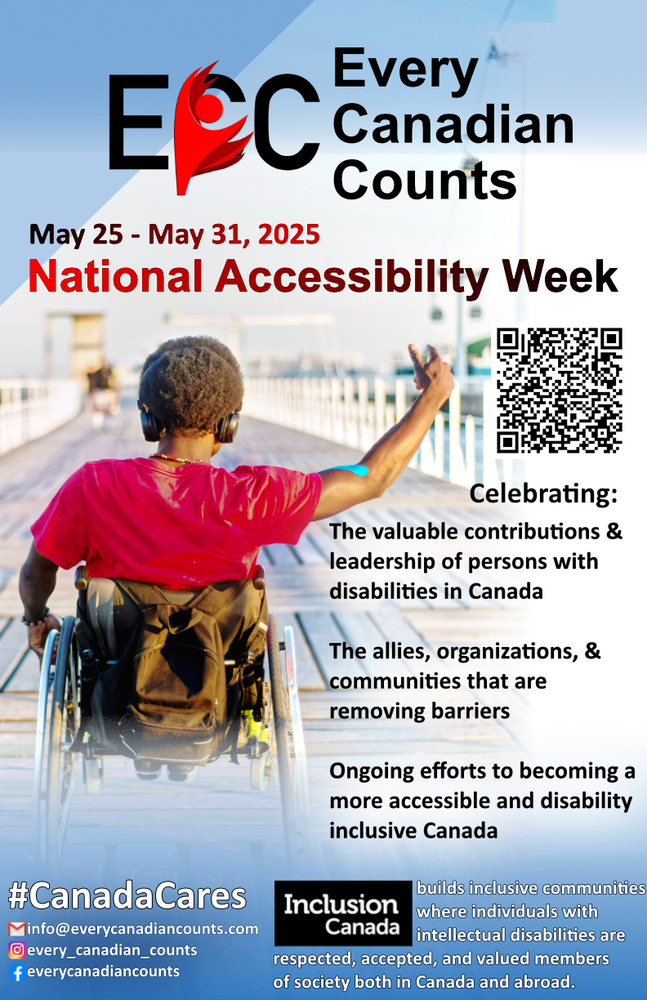 ECC
Every
Canadian
Counts
May 25 - May 31, 2025
National Accessibility Week
Celebrating:
The valuable contributions &
leadership of persons with
disabilities in Canada
The allies, organizations, &
communities that are
removing barriers
Ongoing efforts to becoming a
more accessible and disability
inclusive Canada
#CanadaCares
info@everycanadiancounts.com
every_canadian_counts
everycanadiancounts
Inclusion
Canada
builds inclusive communities
where individuals with
intellectual disabilities are
respected, accepted, and valued members
of society both in Canada and abroad.